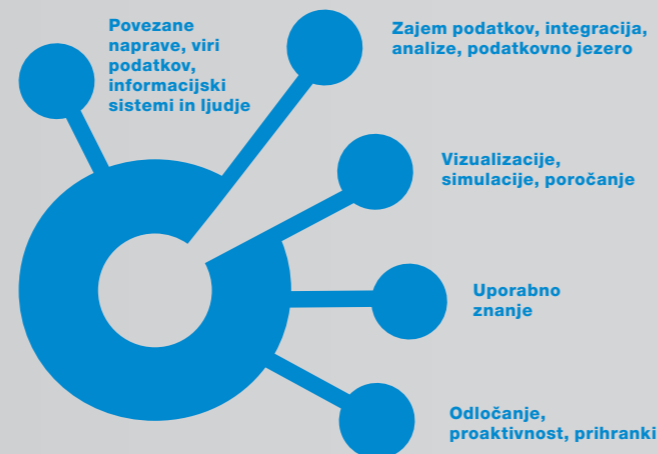 Povezane
naprave, viri
podatkov,
informacijski
sistemi in ljudje
Zajem podatkov, integracija,
analize, podatkovno jezero
Vizualizacije,
simulacije, poročanje
Uporabno
znanje
Odločanje,
proaktivnost, prihranki